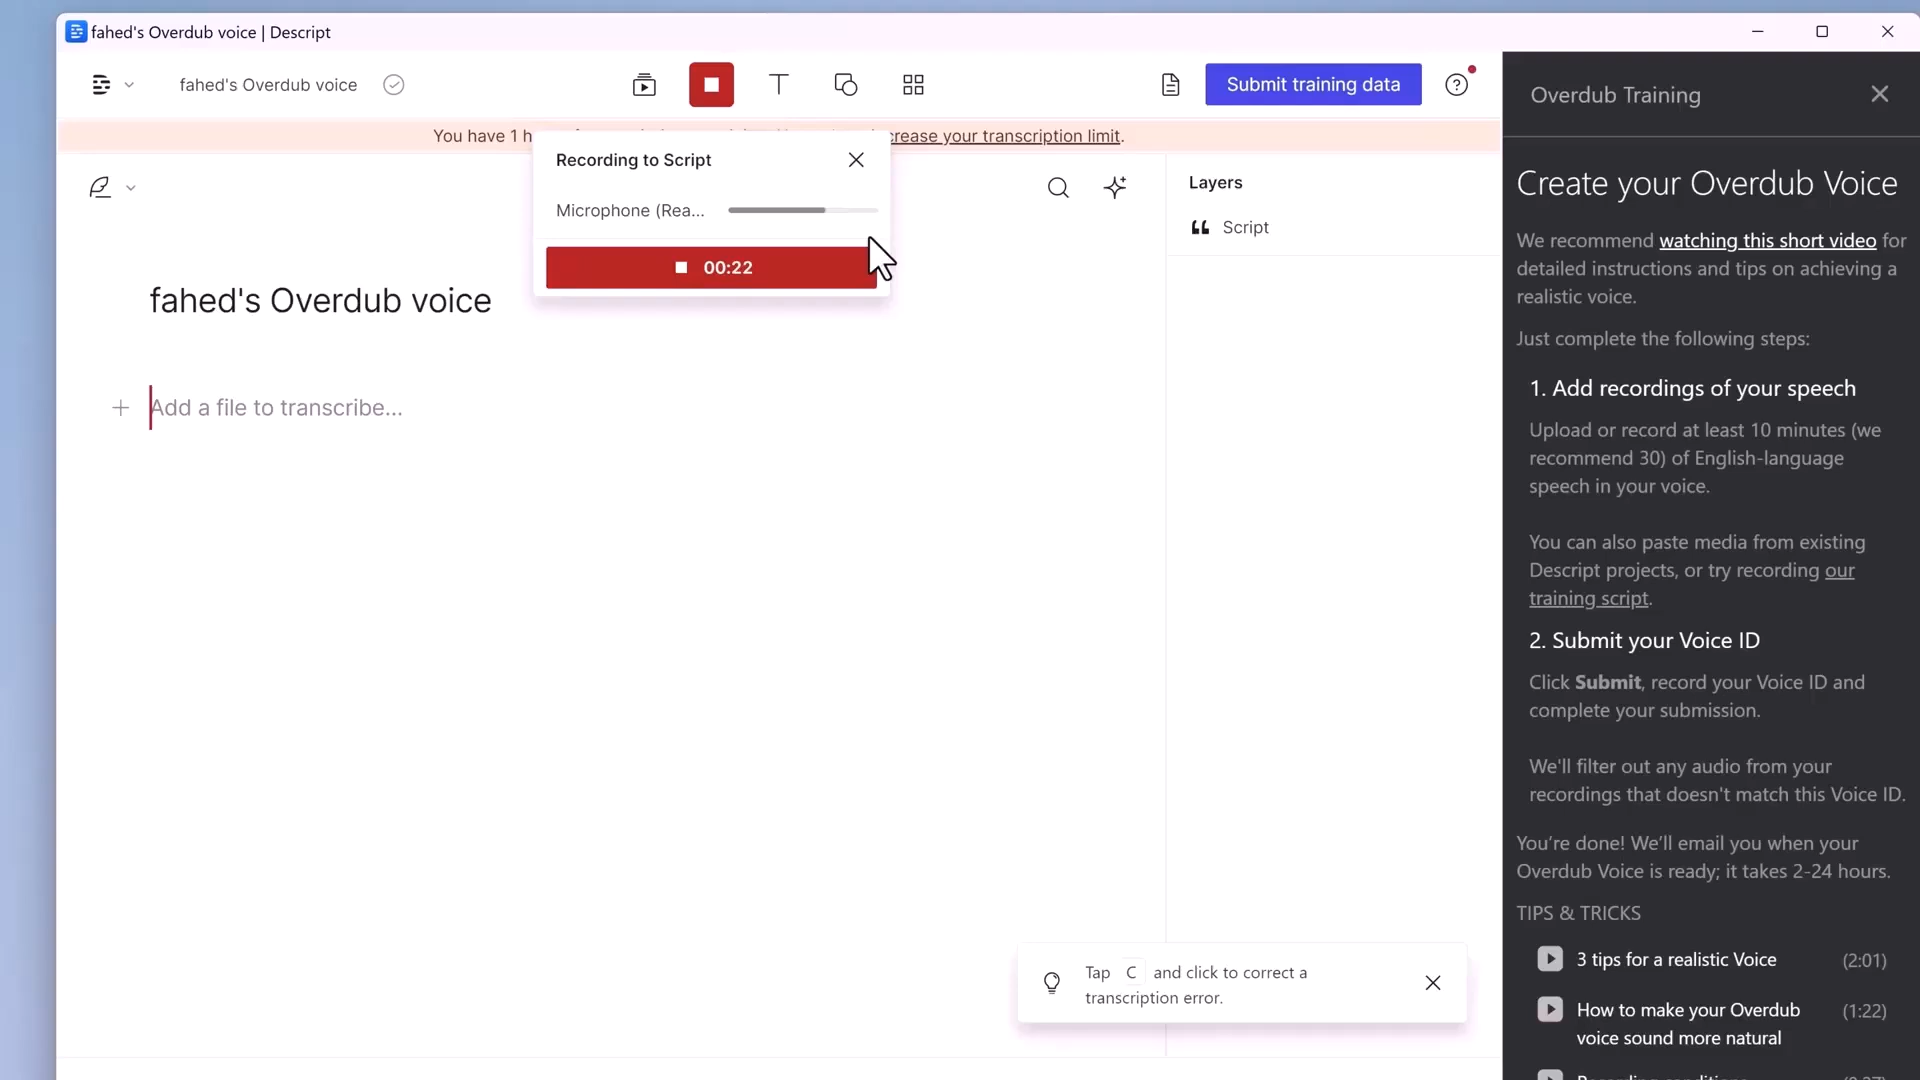 fahed's Overdub voice | Descript
fahed's Overdub voice
Submit training data
You have 1 h
crease your transcription limit.
Recording to Script
Microphone (Rea...
00:22
fahed's Overdub voice
Add a file to transcribe...
Layers
Script
Tap C and click to correct a
transcription error.
Overdub Training
Create your Overdub Voice
We recommend watching this short video for
detailed instructions and tips on achieving a
realistic voice.
Just complete the following steps:
1. Add recordings of your speech
Upload or record at least 10 minutes (we
recommend 30) of English-language
speech in your voice.
You can also paste media from existing
Descript projects, or try recording our
training script.
2. Submit your Voice ID
Click Submit, record your Voice ID and
complete your submission.
We'll filter out any audio from your
recordings that doesn't match this Voice ID.
You're done! We'll email you when your
Overdub Voice is ready; it takes 2-24 hours.
TIPS & TRICKS
3 tips for a realistic Voice (2:01)
How to make your Overdub (1:22)
voice sound more natural